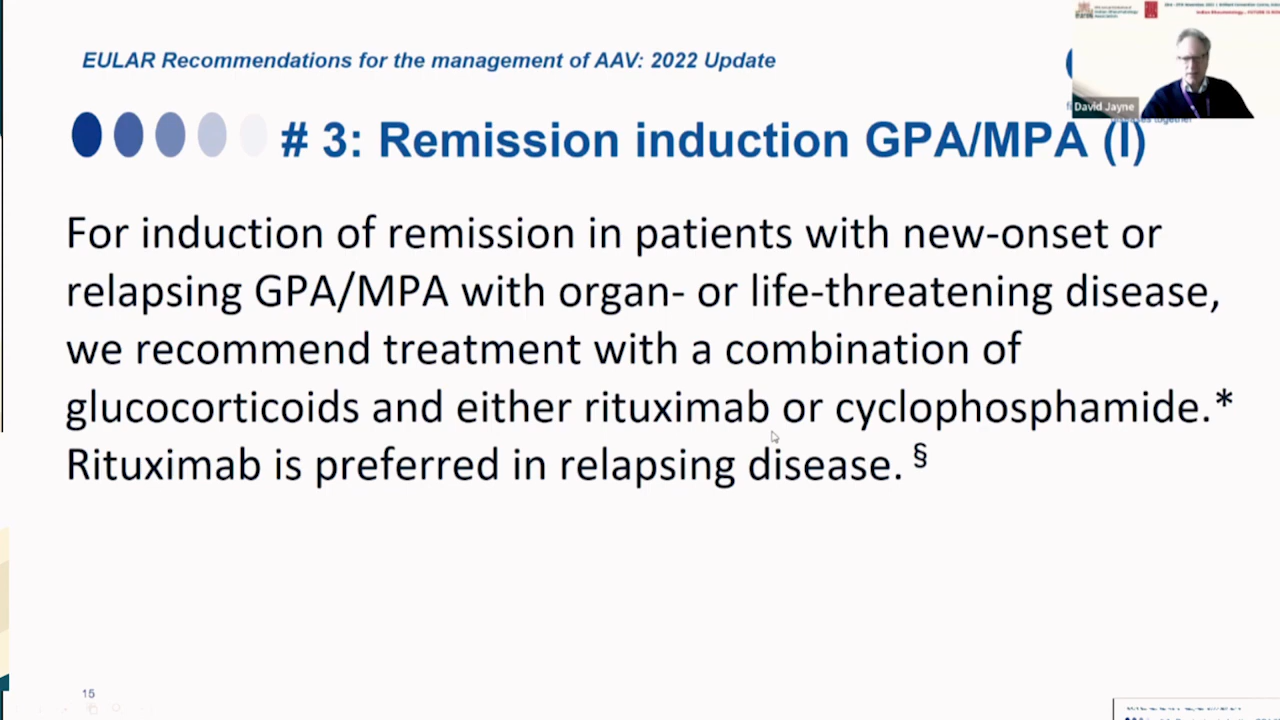 EULAR Recommendations for the management of AAV: 2022 Update
David Jayne
# 3: Remission induction GPA/MPA (I)
For induction of remission in patients with new-onset or
relapsing GPA/MPA with organ- or life-threatening disease,
we recommend treatment with a combination of
glucocorticoids and either rituximab or cyclophosphamide.*
Rituximab is preferred in relapsing disease. §
15